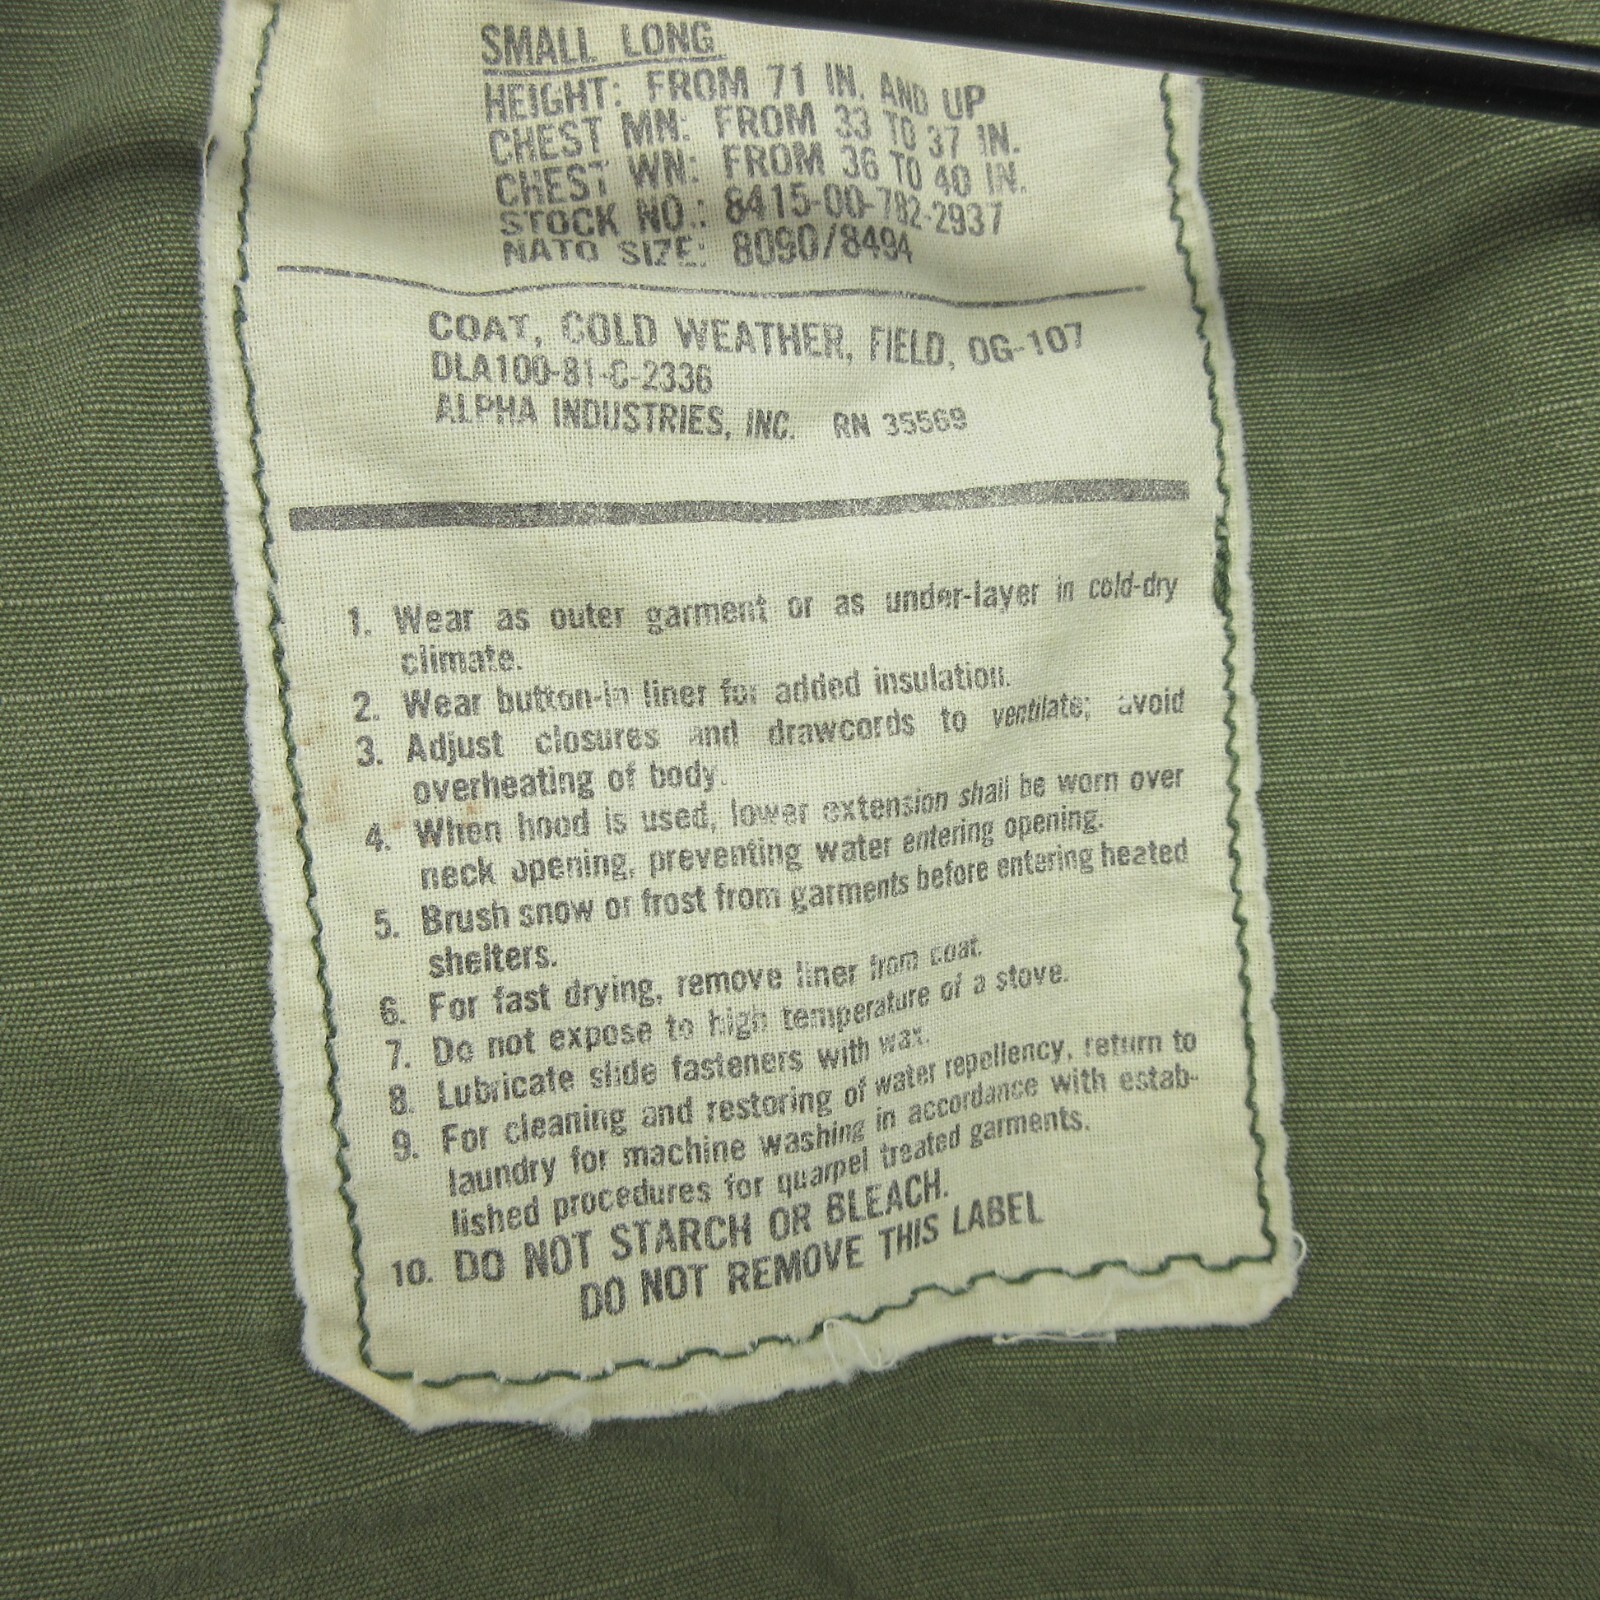 SMALL LONG
HEIGHT: FROM 71 IN. AND UP
CHEST MN: FROM 33 TO 37 IN.
CHEST WN: FROM 36 TO 40 IN.
STOCK NO.: 8415-00-782-2937
NATO SIZE: 8090/8494
COAT, COLD WEATHER, FIELD, OG-107
DLA100-81-C-2336
ALPHA INDUSTRIES, INC. RN 35569
1. Wear as outer garment or as under-layer in cold-dry
climate.
2. Wear button-in liner for added insulation.
3. Adjust closures and drawcords to ventilate; avoid
overheating of body.
4. When hood is used, lower extension shall be worn over
neck opening, preventing water entering opening.
5. Brush snow or frost from garments before entering heated
shelters.
6. For fast drying, remove liner from coat.
7. Do not expose to high temperature of a stove.
8. Lubricate slide fasteners with wax.
9. For cleaning and restoring of water repellency, return to
laundry for machine washing in accordance with estab-
lished procedures for quarpel treated garments.
10. DO NOT STARCH OR BLEACH.
DO NOT REMOVE THIS LABEL